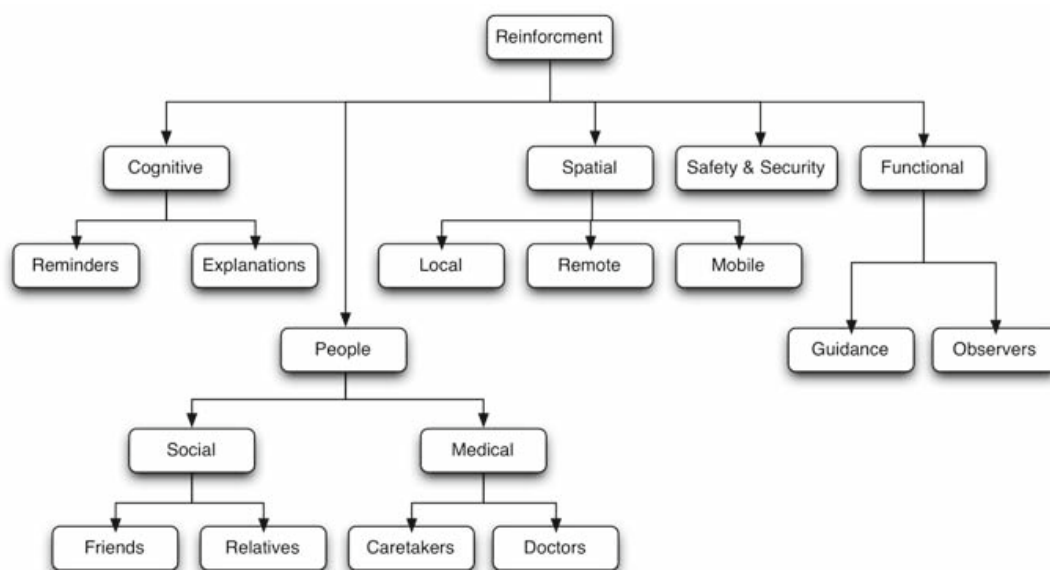 Reinforcment
Cognitive
Spatial
Safety & Security
Functional
Reminders
Explanations
Local
Remote
Mobile
People
Guidance
Observers
Social
Medical
Friends
Relatives
Caretakers
Doctors